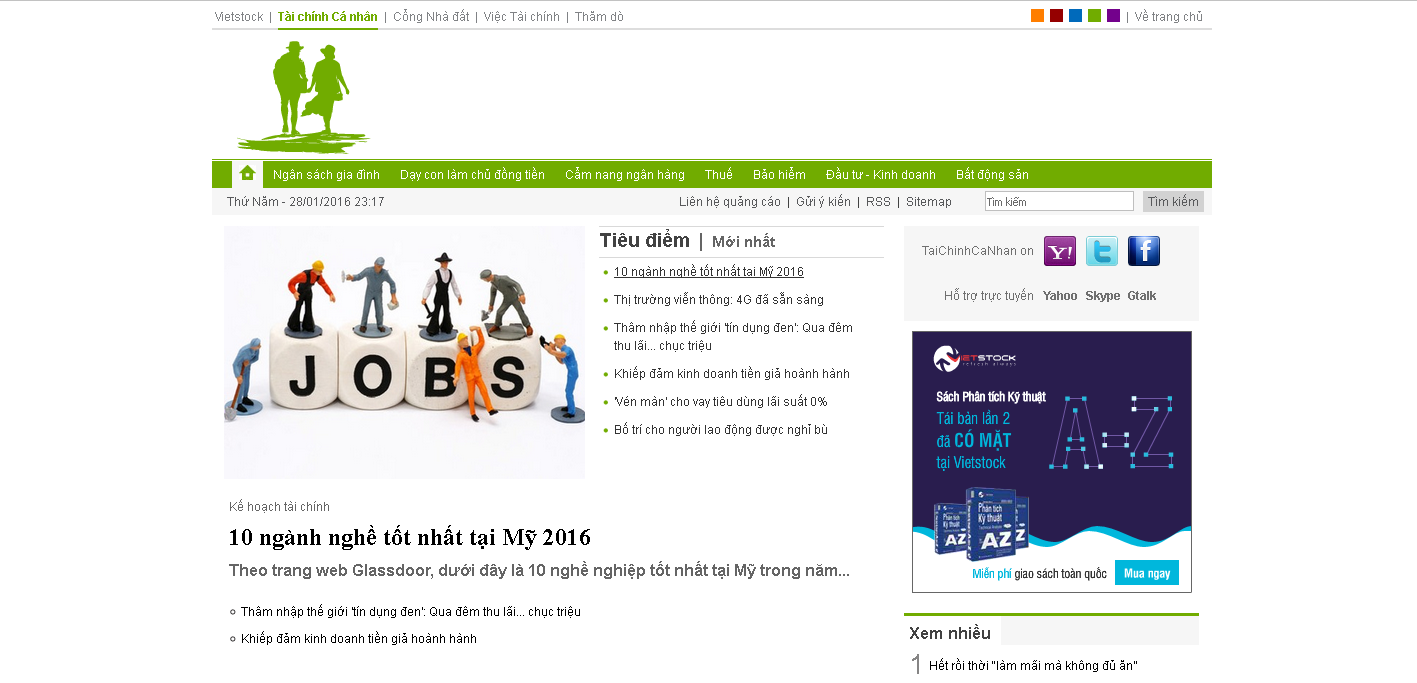 Vietstock | Tài chính Cá nhân | Cổng Nhà đất | Việc Tài chính | Thăm dò
| Về trang chủ
Ngân sách gia đình Dạy con làm chủ đồng tiền Cẩm nang ngân hàng Thuế Bảo hiểm Đầu tư - Kinh doanh Bất động sản
Thứ Năm - 28/01/2016 23:17
Liên hệ quảng cáo | Gửi ý kiến | RSS | Sitemap
Tìm kiếm
Tìm kiếm
JOBS
Kế hoạch tài chính
10 ngành nghề tốt nhất tại Mỹ 2016
Theo trang web Glassdoor, dưới đây là 10 nghề nghiệp tốt nhất tại Mỹ trong năm...
Thâm nhập thế giới 'tín dụng đen': Qua đêm thu lãi... chục triệu
Khiếp đảm kinh doanh tiền giả hoành hành
Tiêu điểm | Mới nhất
10 ngành nghề tốt nhất tại Mỹ 2016
Thị trường viễn thông: 4G đã sẵn sàng
Thâm nhập thế giới 'tín dụng đen': Qua đêm
thu lãi... chục triệu
Khiếp đảm kinh doanh tiền giả hoành hành
'Vén màn' cho vay tiêu dùng lãi suất 0%
Bố trí cho người lao động được nghỉ bù
TaiChinhCaNhan on
Y!
t
f
Hỗ trợ trực tuyến Yahoo Skype Gtalk
VIETSTOCK
refresh always
Sách Phân tích Kỹ thuật
Tái bản lần 2
đã CÓ MẶT
tại Vietstock
A=Z
Phân tích
Kỹ thuật
AZ
Miễn phí giao sách toàn quốc
Mua ngay
Xem nhiều
1 Hết rồi thời "làm mãi mà không đủ ăn"